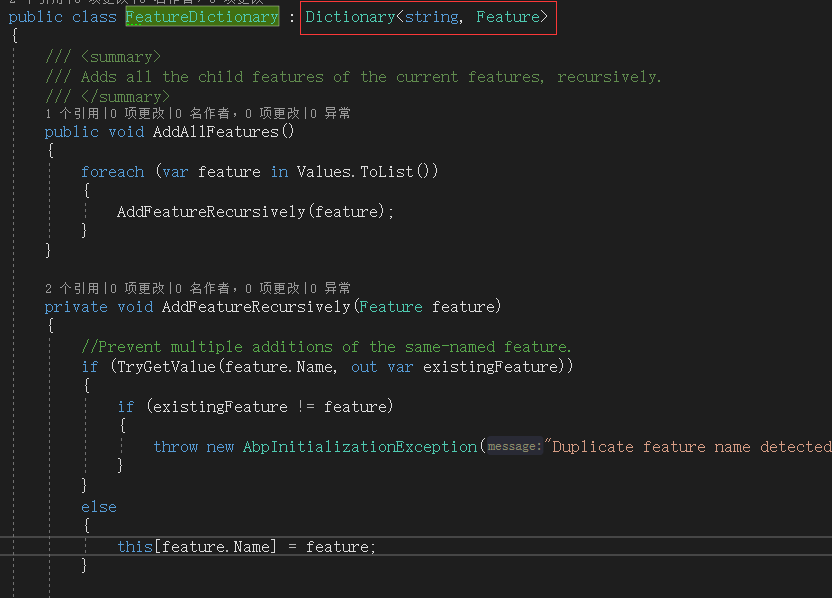 public class FeatureDictionary : Dictionary<string, Feature>
{
/// <summary>
/// Adds all the child features of the current features, recursively.
/// </summary>
1 个引用|0 项更改|0 名作者，0 项更改|0 异常
public void AddAllFeatures()
{
foreach (var feature in Values.ToList())
{
AddFeatureRecursively(feature);
}
}
2 个引用|0 项更改|0 名作者，0 项更改|0 异常
private void AddFeatureRecursively(Feature feature)
{
//Prevent multiple additions of the same-named feature.
if (TryGetValue(feature.Name, out var existingFeature))
{
if (existingFeature != feature)
{
throw new AbpInitializationException(message:"Duplicate feature name detected
}
}
else
{
this[feature.Name] = feature;
}